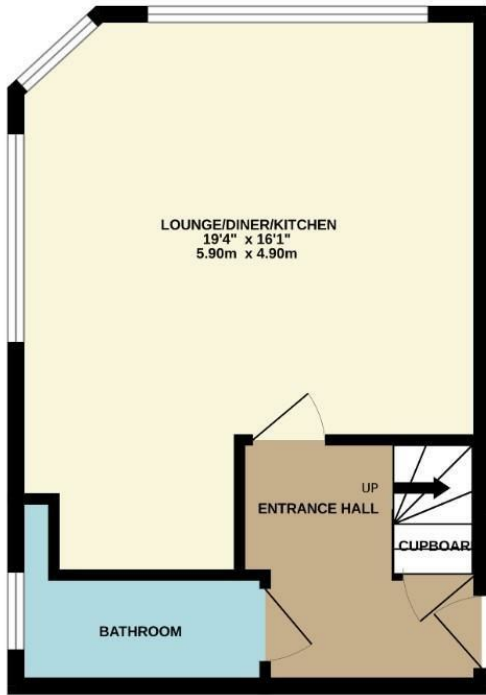 LOUNGE/DINER/KITCHEN
19'4" x 16'1"
5.90m x 4.90m
UP
ENTRANCE HALL
CUPBOAR
BATHROOM